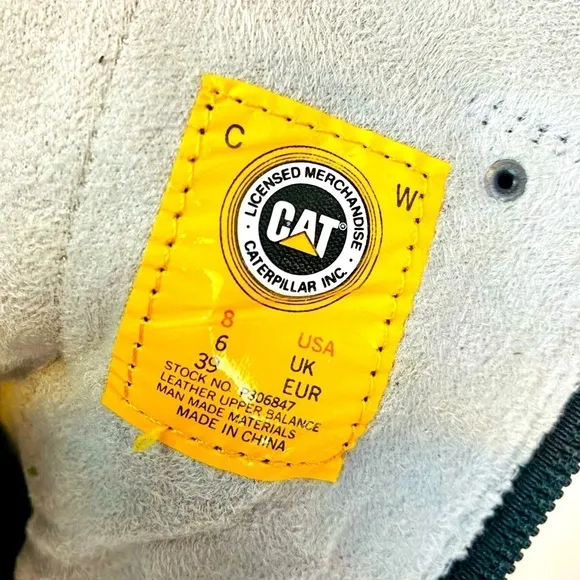 C
W
LICENSED MERCHANDISE
CAT®
CATERPILLAR INC.
8 USA
6 UK
39 EUR
STOCK NO. P306847
LEATHER UPPER BALANCE
MAN MADE MATERIALS
MADE IN CHINA